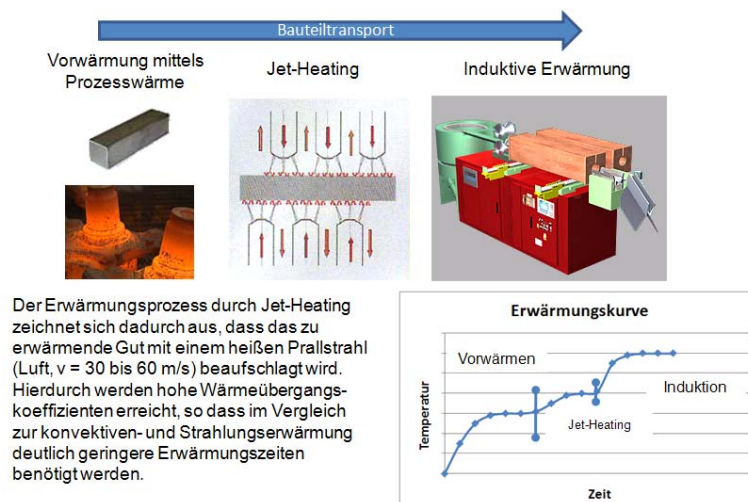 Bauteiltransport
Vorwärmung mittels
Prozesswärme
Jet-Heating
Induktive Erwärmung
Der Erwärmungsprozess durch Jet-Heating
zeichnet sich dadurch aus, dass das zu
erwärmende Gut mit einem heißen Prallstrahl
(Luft, v = 30 bis 60 m/s) beaufschlagt wird.
Hierdurch werden hohe Wärmeübergangs-
koeffizienten erreicht, so dass im Vergleich
zur konvektiven- und Strahlungserwärmung
deutlich geringere Erwärmungszeiten
benötigt werden.
Erwärmungskurve
Vorwärmen
Induktion
Jet-Heating
Temperatur
Zeit